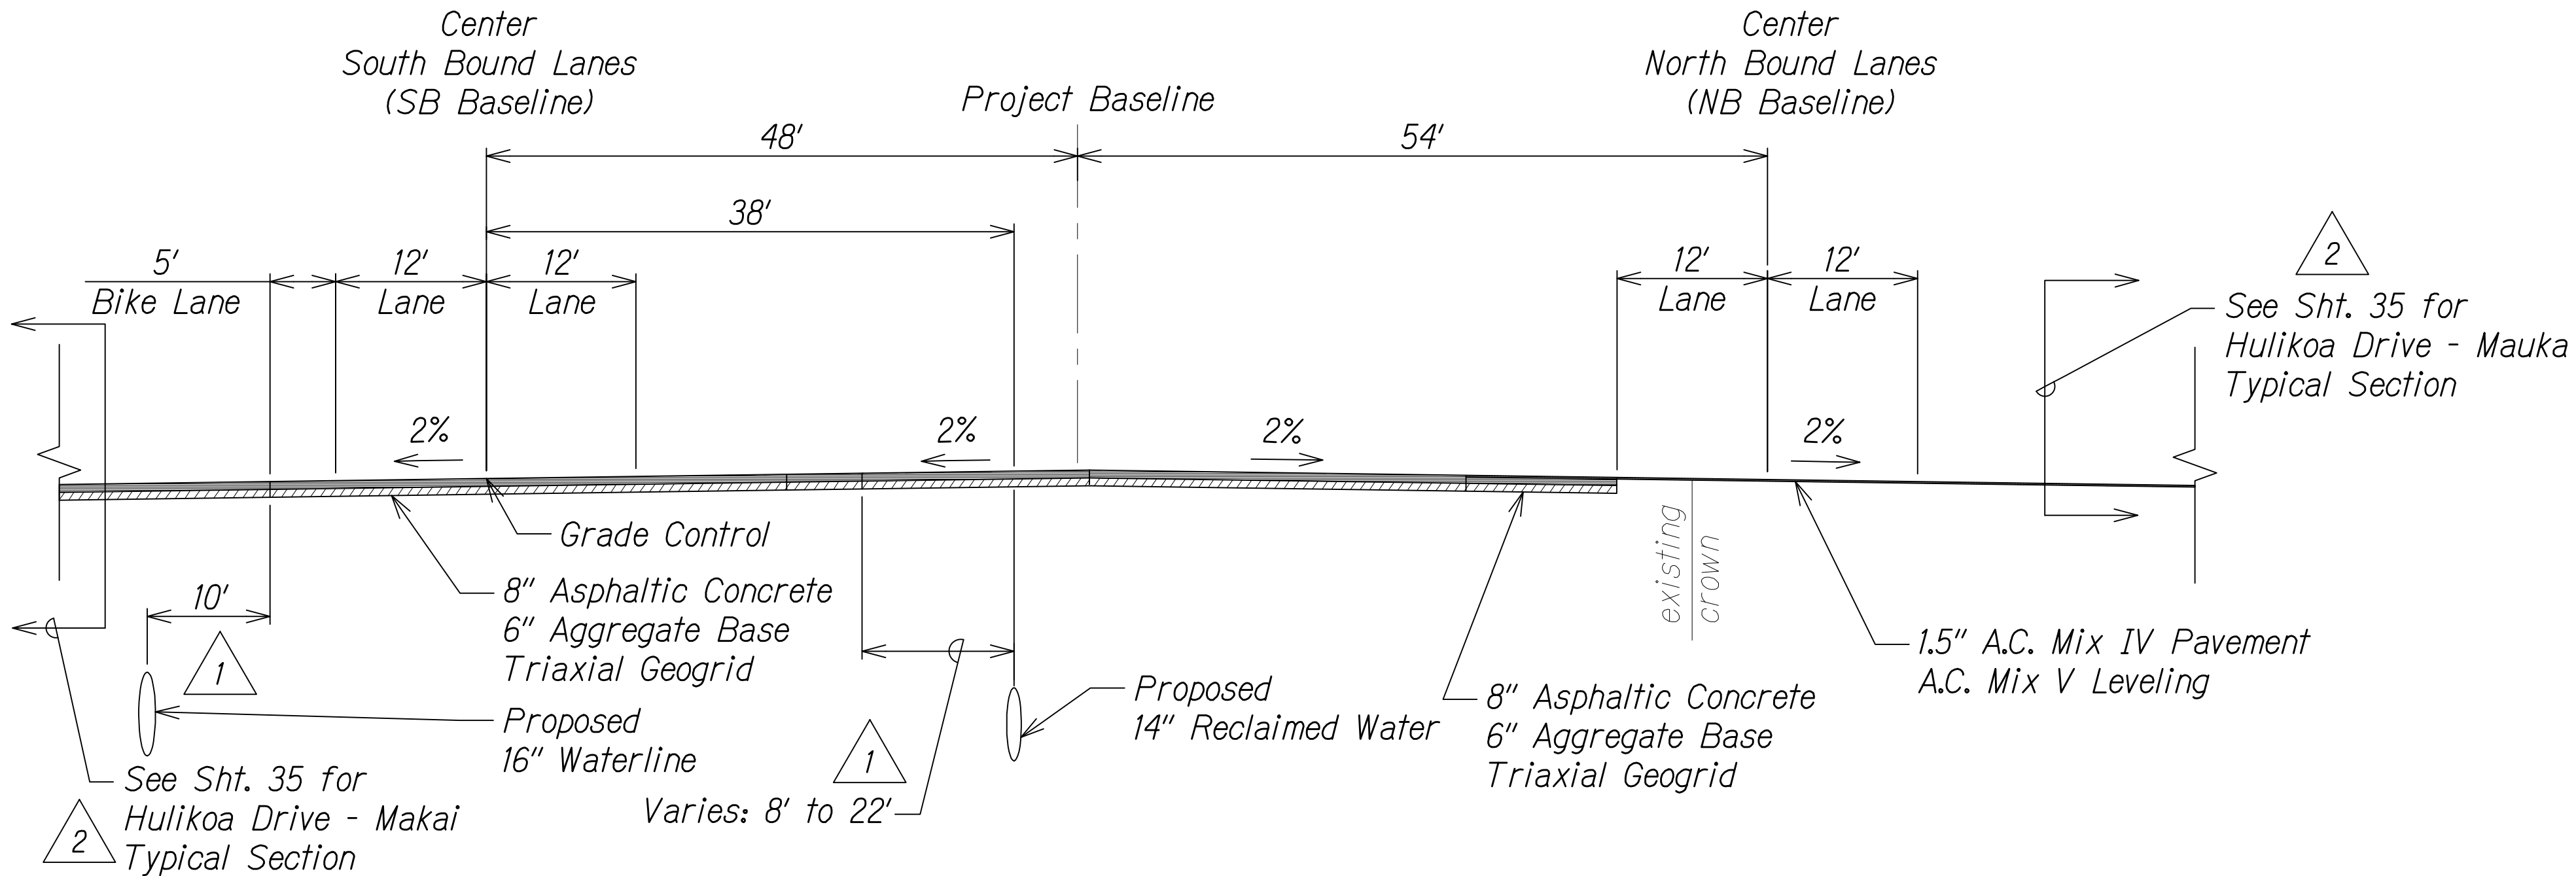 Center
South Bound Lanes
(SB Baseline)
Project Baseline
Center
North Bound Lanes
(NB Baseline)
48'
54'
38'
5'
Bike Lane
12'
Lane
12'
Lane
12'
Lane
12'
Lane
2
See Sht. 35 for
Hulikoa Drive - Mauka
Typical Section
2%
2%
2%
2%
Grade Control
8" Asphaltic Concrete
6" Aggregate Base
Triaxial Geogrid
10'
1
Proposed
16" Waterline
See Sht. 35 for
Hulikoa Drive - Makai
Typical Section
2
1
Varies: 8' to 22'
Proposed
14" Reclaimed Water
8" Asphaltic Concrete
6" Aggregate Base
Triaxial Geogrid
existing
crown
1.5" A.C. Mix IV Pavement
A.C. Mix V Leveling